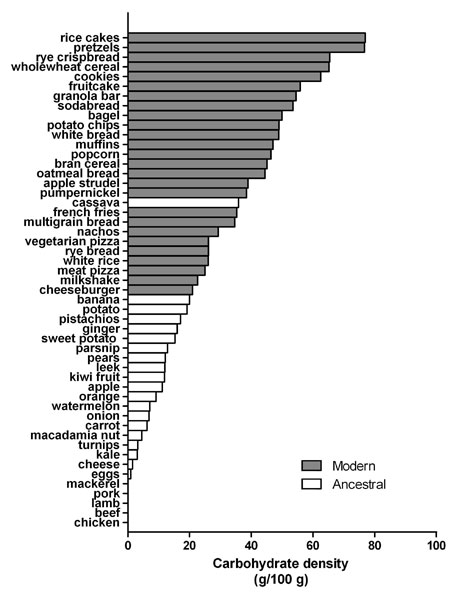 rice cakes
pretzels
rye crispbread
wholewheat cereal
cookies
fruitcake
granola bar
sodabread
bagel
potato chips
white bread
muffins
popcorn
bran cereal
oatmeal bread
apple strudel
pumpernickel
cassava
french fries
multigrain bread
nachos
vegetarian pizza
rye bread
white rice
meat pizza
milkshake
cheeseburger
banana
potato
pistachios
ginger
sweet potato
parsnip
pears
leek
kiwi fruit
apple
orange
watermelon
onion
carrot
macadamia nut
turnips
kale
cheese
eggs
mackerel
pork
lamb
beef
chicken
Modern
Ancestral
0 20 40 60 80 100
Carbohydrate density
(g/100 g)